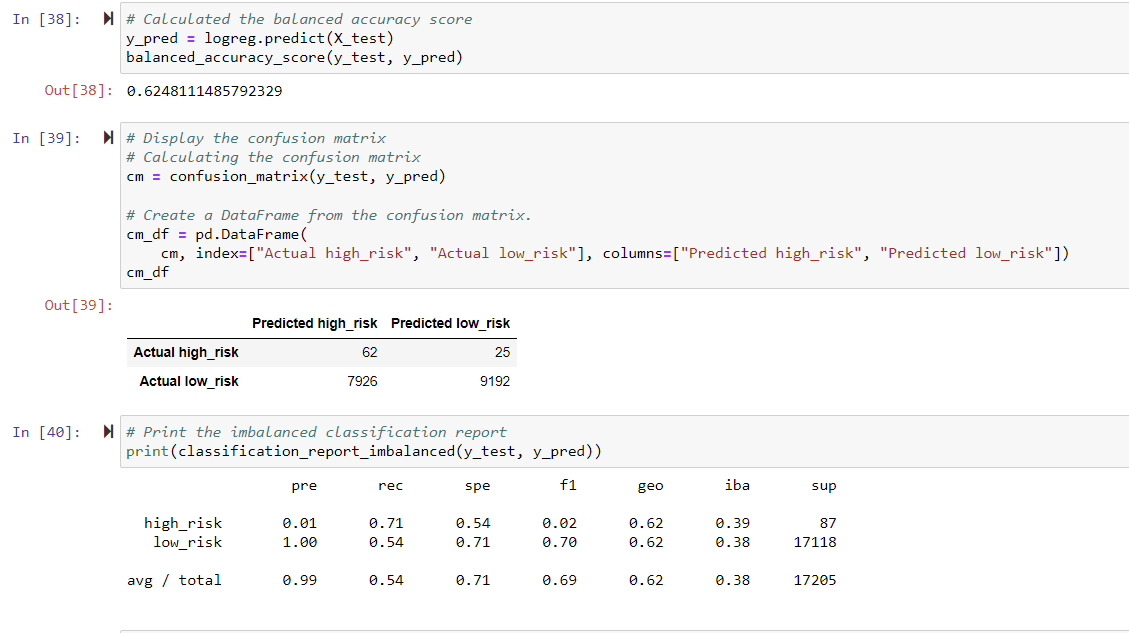 In [38]: # Calculated the balanced accuracy score
y_pred = logreg.predict(X_test)
balanced_accuracy_score(y_test, y_pred)
Out[38]: 0.6248111485792329
In [39]: # Display the confusion matrix
# Calculating the confusion matrix
cm = confusion_matrix(y_test, y_pred)
# Create a DataFrame from the confusion matrix.
cm_df = pd.DataFrame(
    cm, index=["Actual high_risk", "Actual low_risk"], columns=["Predicted high_risk", "Predicted low_risk"])
cm_df
Out[39]:
Predicted high_risk Predicted low_risk
Actual high_risk 62 25
Actual low_risk 7926 9192
In [40]: # Print the imbalanced classification report
print(classification_report_imbalanced(y_test, y_pred))
pre rec spe f1 geo iba sup
high_risk 0.01 0.71 0.54 0.02 0.62 0.39 87
low_risk 1.00 0.54 0.71 0.70 0.62 0.38 17118
avg / total 0.99 0.54 0.71 0.69 0.62 0.38 17205